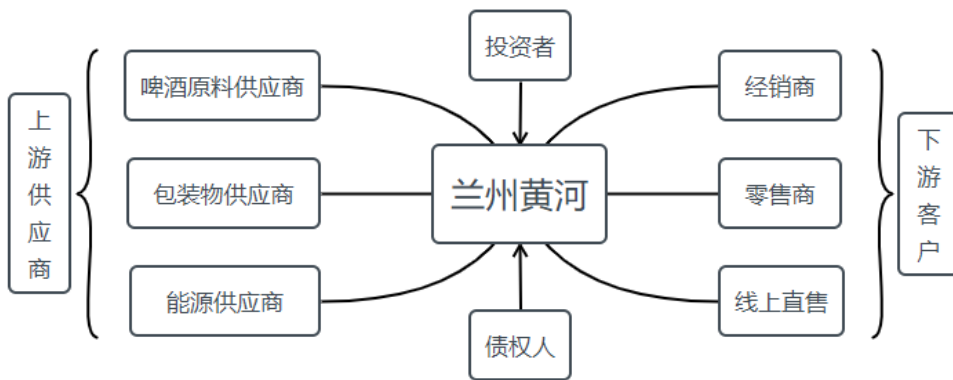 投资者
啤酒原料供应商
经销商
上游供应商
包装物供应商
兰州黄河
零售商
下游客户
能源供应商
线上直售
债权人